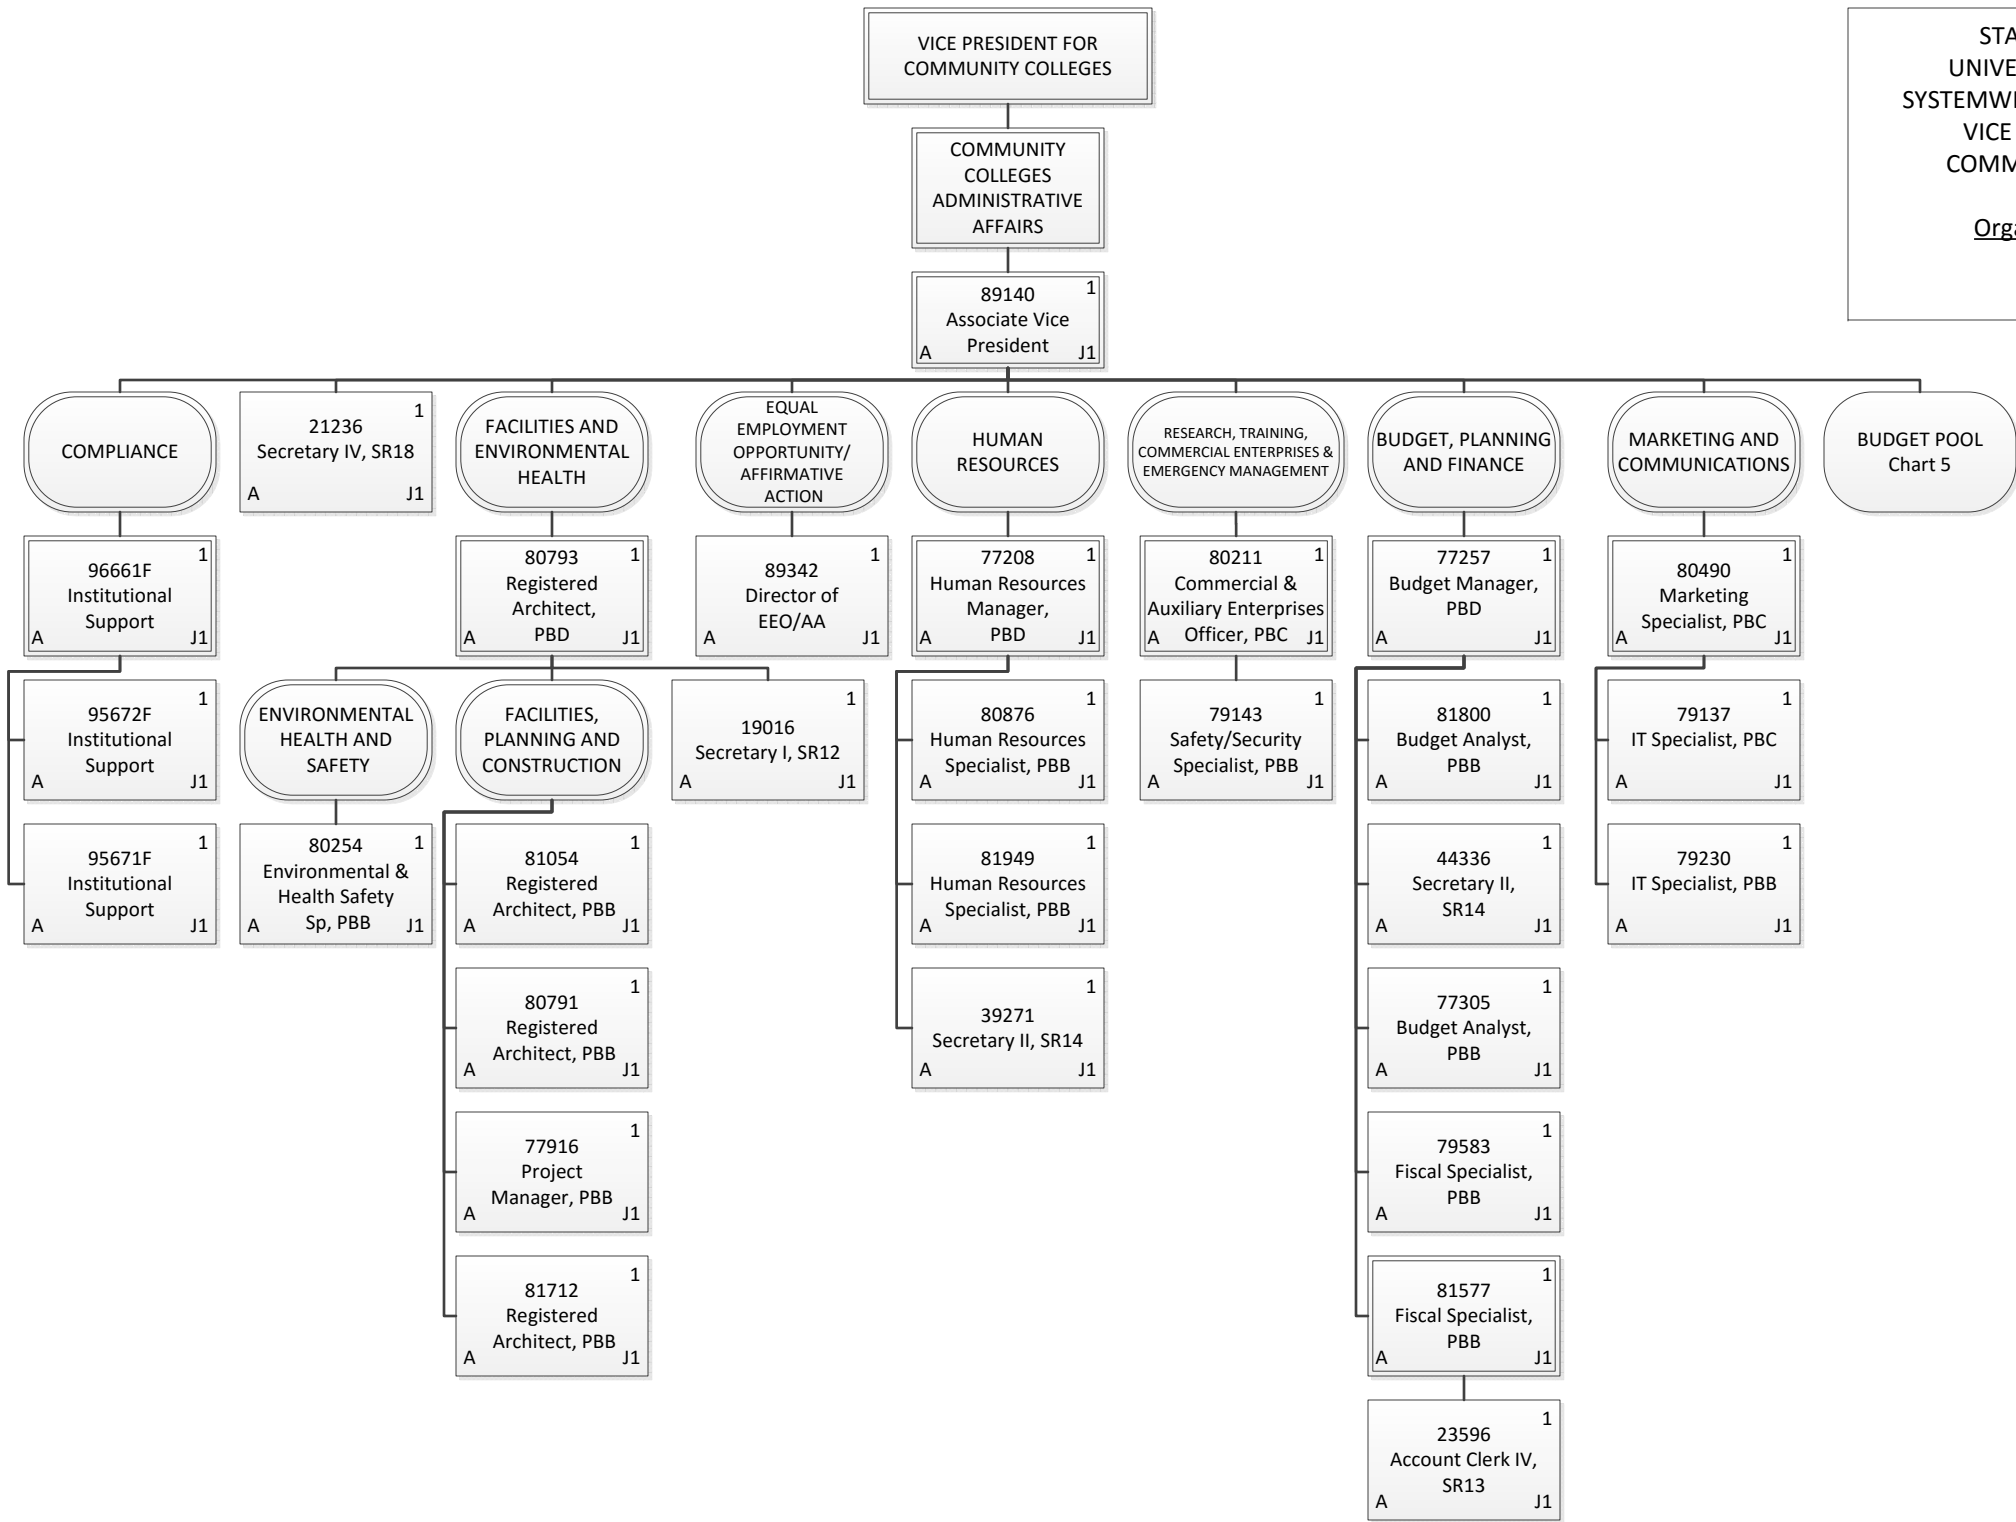 VICE PRESIDENT FOR
COMMUNITY COLLEGES
STA
UNIVE
SYSTEMWI
VICE
COMM
Orga
COMMUNITY
COLLEGES
ADMINISTRATIVE
AFFAIRS
89140 1
Associate Vice
President
A J1
COMPLIANCE
1
21236
Secretary IV, SR18
A J1
FACILITIES AND
ENVIRONMENTAL
HEALTH
EQUAL
EMPLOYMENT
OPPORTUNITY/
AFFIRMATIVE
ACTION
HUMAN
RESOURCES
RESEARCH, TRAINING,
COMMERCIAL ENTERPRISES &
EMERGENCY MANAGEMENT
BUDGET, PLANNING
AND FINANCE
MARKETING AND
COMMUNICATIONS
BUDGET POOL
Chart 5
1
96661F
Institutional
Support
A J1
1
95672F
Institutional
Support
A J1
1
95671F
Institutional
Support
A J1
80793 1
Registered
Architect,
PBD
A J1
ENVIRONMENTAL
HEALTH AND
SAFETY
80254 1
Environmental &
Health Safety
Sp, PBB
A J1
FACILITIES,
PLANNING AND
CONSTRUCTION
1
81054
Registered
Architect, PBB
A J1
1
80791
Registered
Architect, PBB
A J1
1
77916
Project
Manager, PBB
A J1
1
81712
Registered
Architect, PBB
A J1
1
19016
Secretary I, SR12
A J1
1
89342
Director of
EEO/AA
A J1
77208 1
Human Resources
Manager,
PBD
A J1
1
80876
Human Resources
Specialist, PBB
A J1
1
81949
Human Resources
Specialist, PBB
A J1
1
39271
Secretary II, SR14
A J1
80211 1
Commercial &
Auxiliary Enterprises
Officer, PBC
A J1
1
79143
Safety/Security
Specialist, PBB
A J1
77257 1
Budget Manager,
PBD
A J1
1
81800
Budget Analyst,
PBB
A J1
1
44336
Secretary II,
SR14
A J1
1
77305
Budget Analyst,
PBB
A J1
1
79583
Fiscal Specialist,
PBB
A J1
1
81577
Fiscal Specialist,
PBB
A J1
1
23596
Account Clerk IV,
SR13
A J1
1
80490
Marketing
Specialist, PBC
A J1
1
79137
IT Specialist, PBC
A J1
1
79230
IT Specialist, PBB
A J1